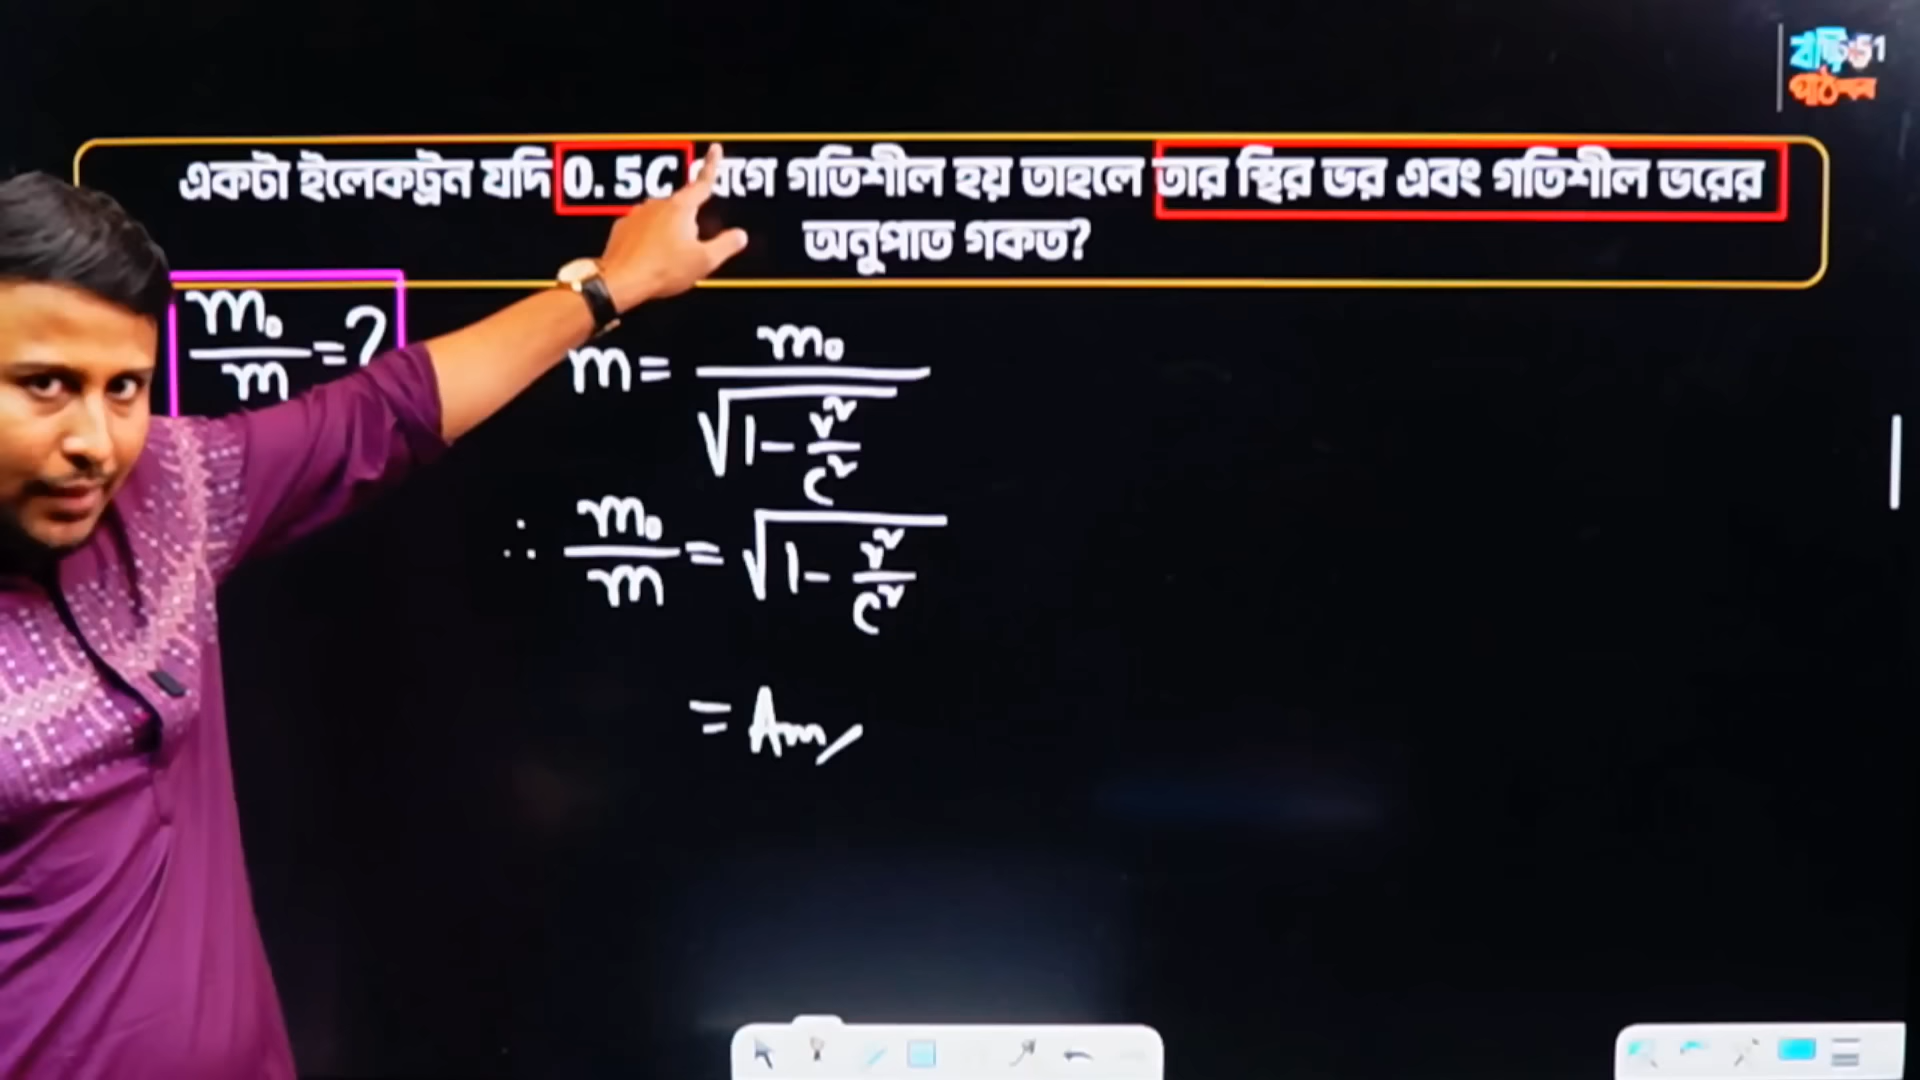 পাঠশালা
একটা ইলেকট্রন যদি 0.5C বেগে গতিশীল হয় তাহলে তার স্থির ভর এবং গতিশীল ভরের
অনুপাত গকত?
m₀/m = ?
m = m₀/√(1 - v²/c²)
∴ m₀/m = √(1 - v²/c²)
= Ans